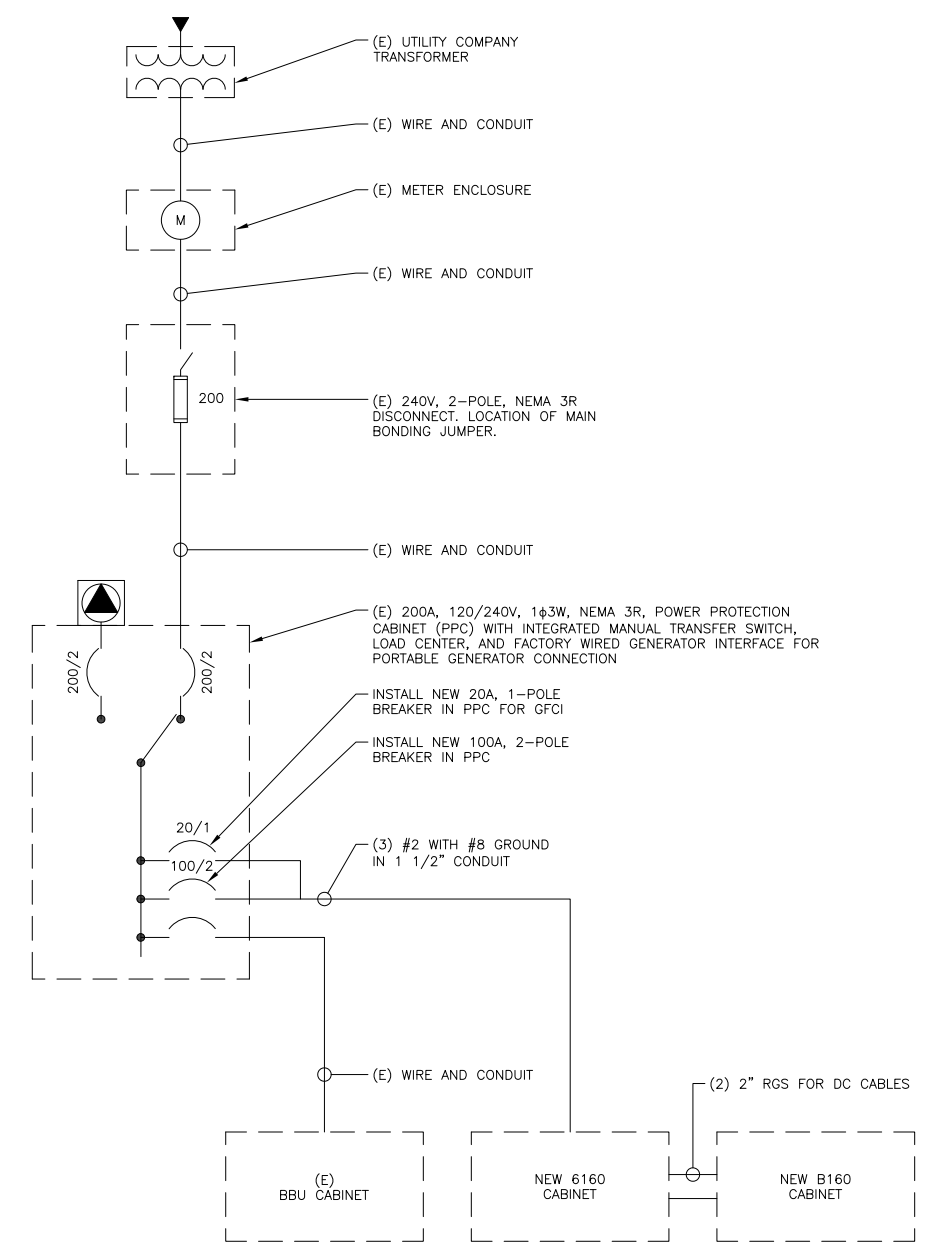 (E) UTILITY COMPANY
TRANSFORMER
(E) WIRE AND CONDUIT
(E) METER ENCLOSURE
M
(E) WIRE AND CONDUIT
200
(E) 240V, 2-POLE, NEMA 3R
DISCONNECT. LOCATION OF MAIN
BONDING JUMPER.
(E) WIRE AND CONDUIT
(E) 200A, 120/240V, 1ϕ3W, NEMA 3R, POWER PROTECTION
CABINET (PPC) WITH INTEGRATED MANUAL TRANSFER SWITCH,
LOAD CENTER, AND FACTORY WIRED GENERATOR INTERFACE FOR
PORTABLE GENERATOR CONNECTION
200/2
200/2
INSTALL NEW 20A, 1-POLE
BREAKER IN PPC FOR GFCI
INSTALL NEW 100A, 2-POLE
BREAKER IN PPC
20/1
100/2
(3) #2 WITH #8 GROUND
IN 1 1/2" CONDUIT
(E) WIRE AND CONDUIT
(2) 2" RGS FOR DC CABLES
(E)
BBU CABINET
NEW 6160
CABINET
NEW B160
CABINET